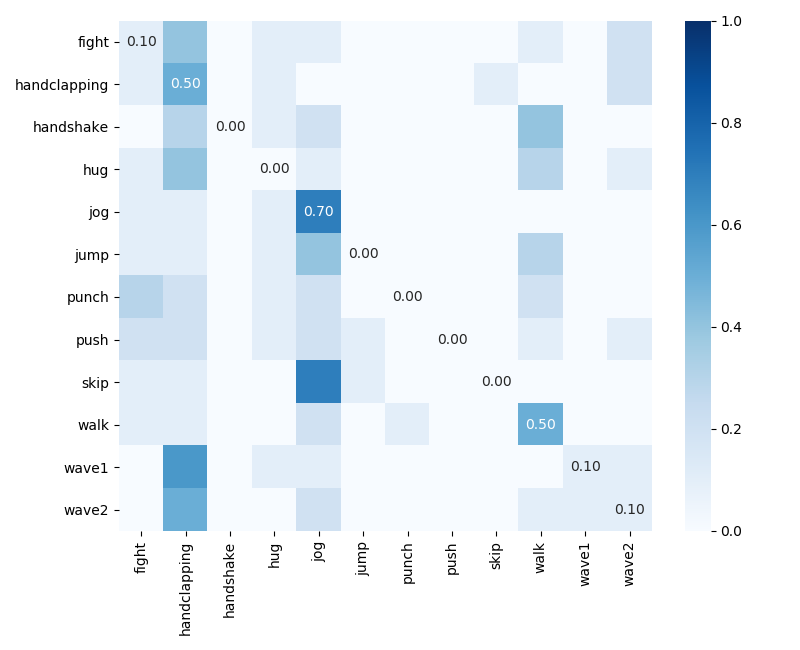 fight 0.10
handclapping 0.50
handshake 0.00
hug 0.00
jog 0.70
jump 0.00
punch 0.00
push 0.00
skip 0.00
walk 0.50
wave1 0.10
wave2 0.10
fight
handclapping
handshake
hug
jog
jump
punch
push
skip
walk
wave1
wave2
1.0
0.8
0.6
0.4
0.2
0.0